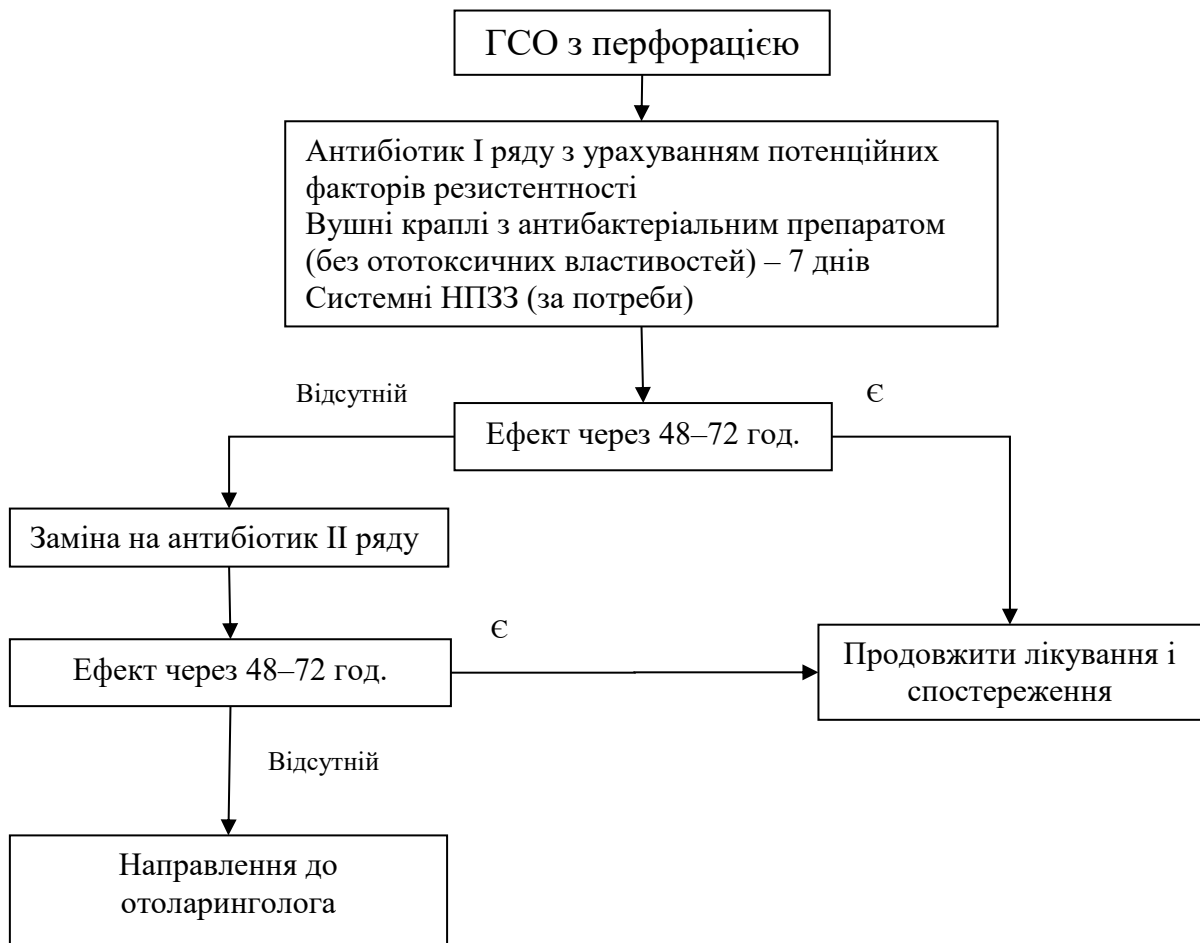 ГСО з перфорацією
Антибіотик І ряду з урахуванням потенційних
факторів резистентності
Вушні краплі з антибактеріальним препаратом
(без ототоксичних властивостей) – 7 днів
Системні НПЗЗ (за потреби)
Відсутній
Є
Ефект через 48–72 год.
Заміна на антибіотик ІІ ряду
Є
Ефект через 48–72 год.
Продовжити лікування і
спостереження
Відсутній
Направлення до
отоларинголога